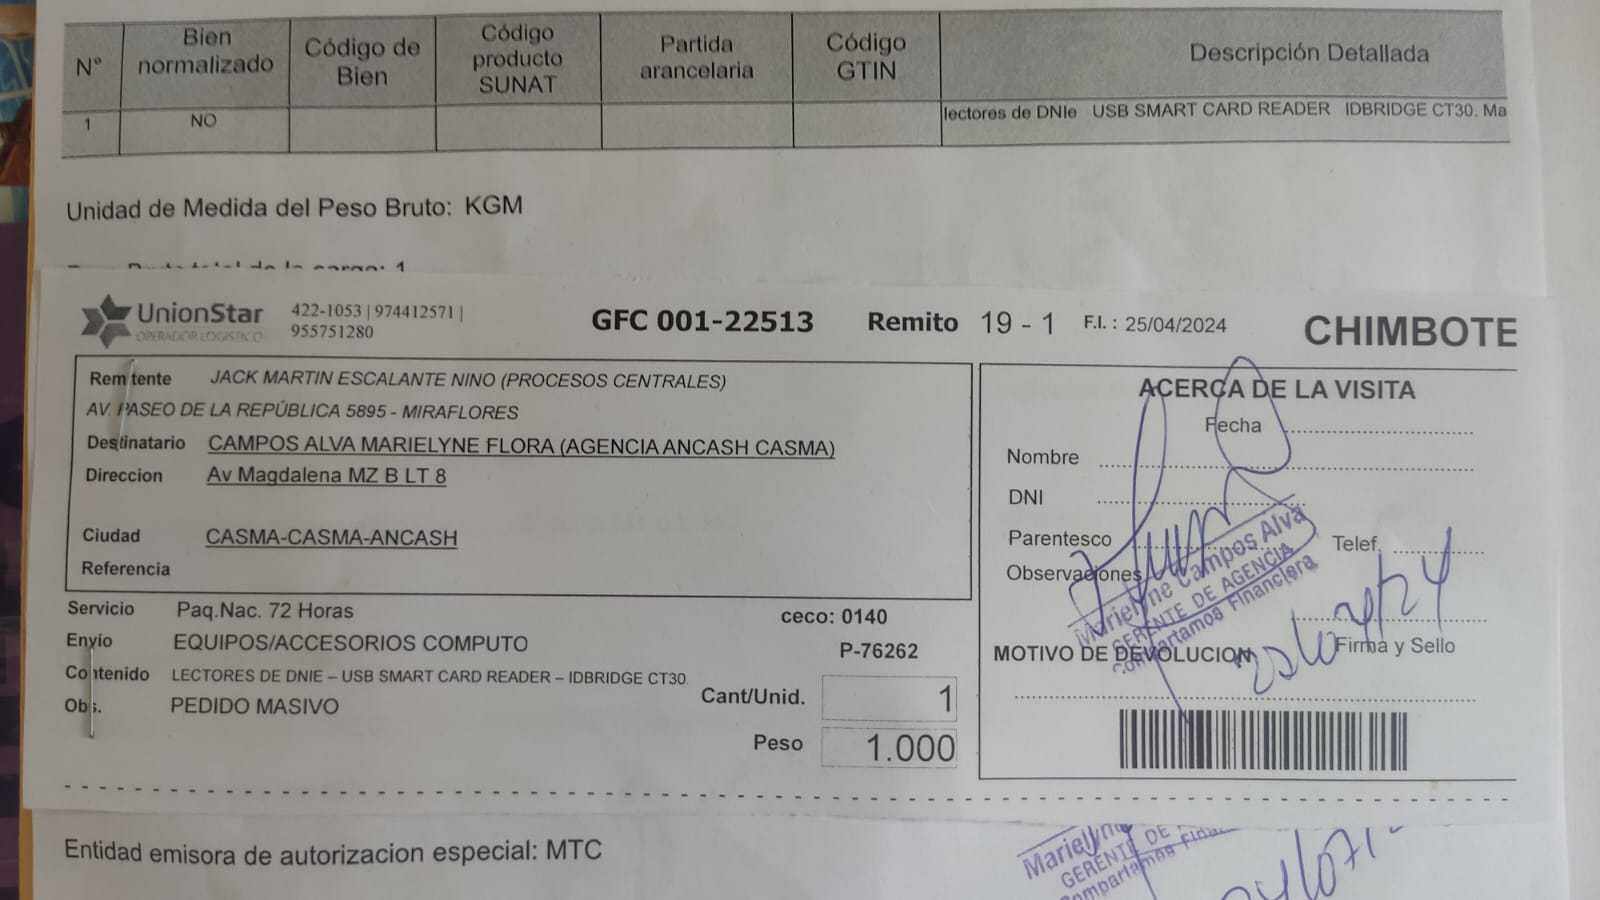 N° Bien normalizado Código de Bien Código producto SUNAT Partida arancelaria Código GTIN Descripción Detallada
1 NO lectores de DNIe USB SMART CARD READER IDBRIDGE CT30. Ma
Unidad de Medida del Peso Bruto: KGM
UnionStar
OPERADOR LOGISTICO
422-1053 | 974412571 |
955751280
GFC 001-22513 Remito 19 - 1 F.I. : 25/04/2024 CHIMBOTE
Remitente JACK MARTIN ESCALANTE NINO (PROCESOS CENTRALES)
AV. PASEO DE LA REPÚBLICA 5895 - MIRAFLORES
Destinatario CAMPOS ALVA MARIELYNE FLORA (AGENCIA ANCASH CASMA)
Direccion Av Magdalena MZ B LT 8
Ciudad CASMA-CASMA-ANCASH
Referencia
Servicio Paq.Nac. 72 Horas ceco: 0140
Envio EQUIPOS/ACCESORIOS COMPUTO P-76262
Contenido LECTORES DE DNIE – USB SMART CARD READER – IDBRIDGE CT30.
Obs. PEDIDO MASIVO
Cant/Unid. 1
Peso 1.000
ACERCA DE LA VISITA
Fecha
Nombre
DNI
Parentesco Telef.
Observaciones
Marielyne Campos Alva
GERENTE DE AGENCIA
Compartamos Financiera
Firma y Sello
MOTIVO DE DEVOLUCION
Entidad emisora de autorizacion especial: MTC
Marielyne
GERENTE DE
Compartamos